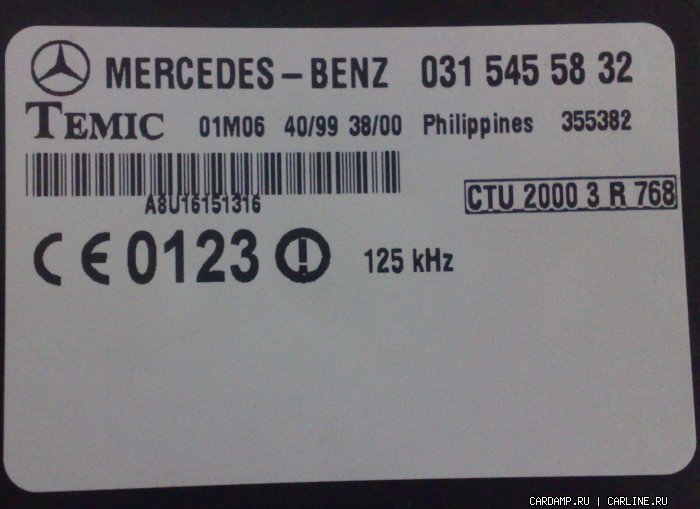 MERCEDES-BENZ 031 545 58 32
TEMIC 01M06 40/99 38/00 Philippines 355382
A8U16151316
CTU 2000 3 R 768
CE 0123 125 kHz
CARDAMP.RU | CARLINE.RU